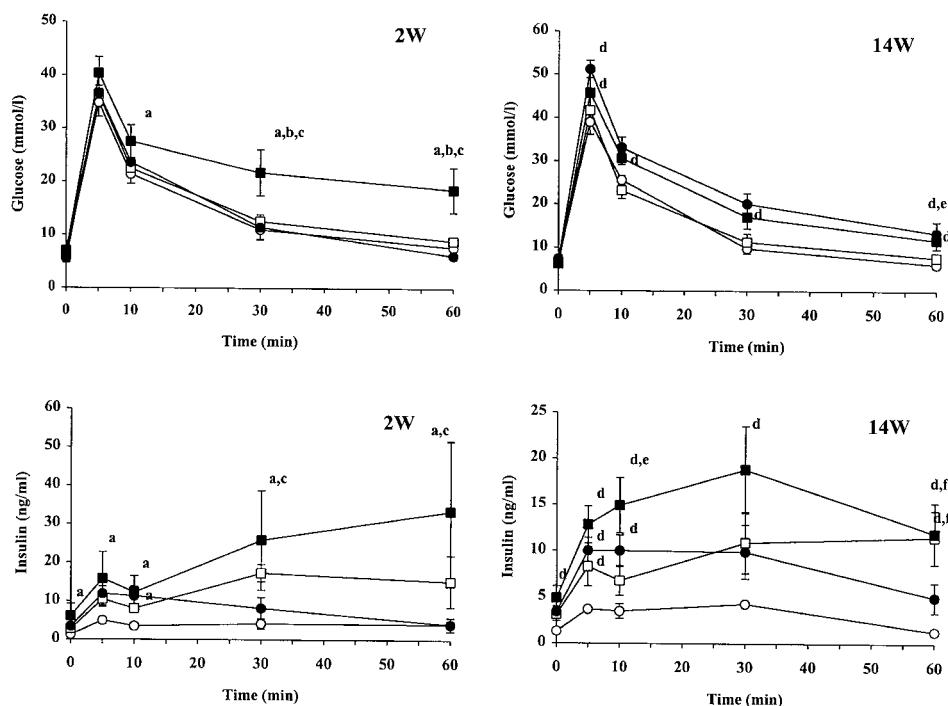 2W
50
40
30
20
10
0
Glucose (mmol/l)
a
a,b,c
a,b,c
0 10 20 30 40 50 60
Time (min)
14W
60
50
40
30
20
10
0
Glucose (mmol/l)
d
d
d
d
d,e
d
0 10 20 30 40 50 60
Time (min)
2W
60
50
40
30
20
10
0
Insulin (ng/ml)
a
a
a
a,c
a,c
0 10 20 30 40 50 60
Time (min)
14W
25
20
15
10
5
0
Insulin (ng/ml)
d
d
d
d
d,e
d
d
d,f
d,f
0 10 20 30 40 50 60
Time (min)